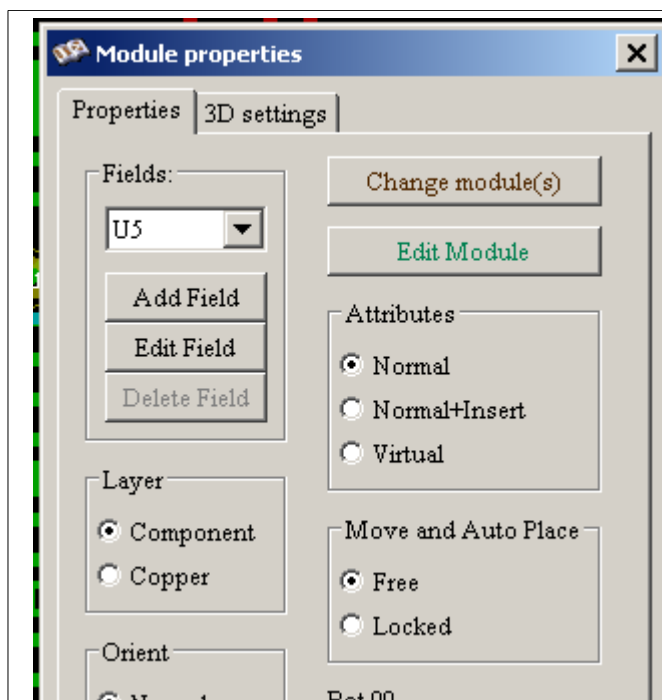 Module properties
Properties
3D settings
Fields:
U5
Add Field
Edit Field
Delete Field
Layer
Component
Copper
Orient
Change module(s)
Edit Module
Attributes
Normal
Normal+Insert
Virtual
Move and Auto Place
Free
Locked